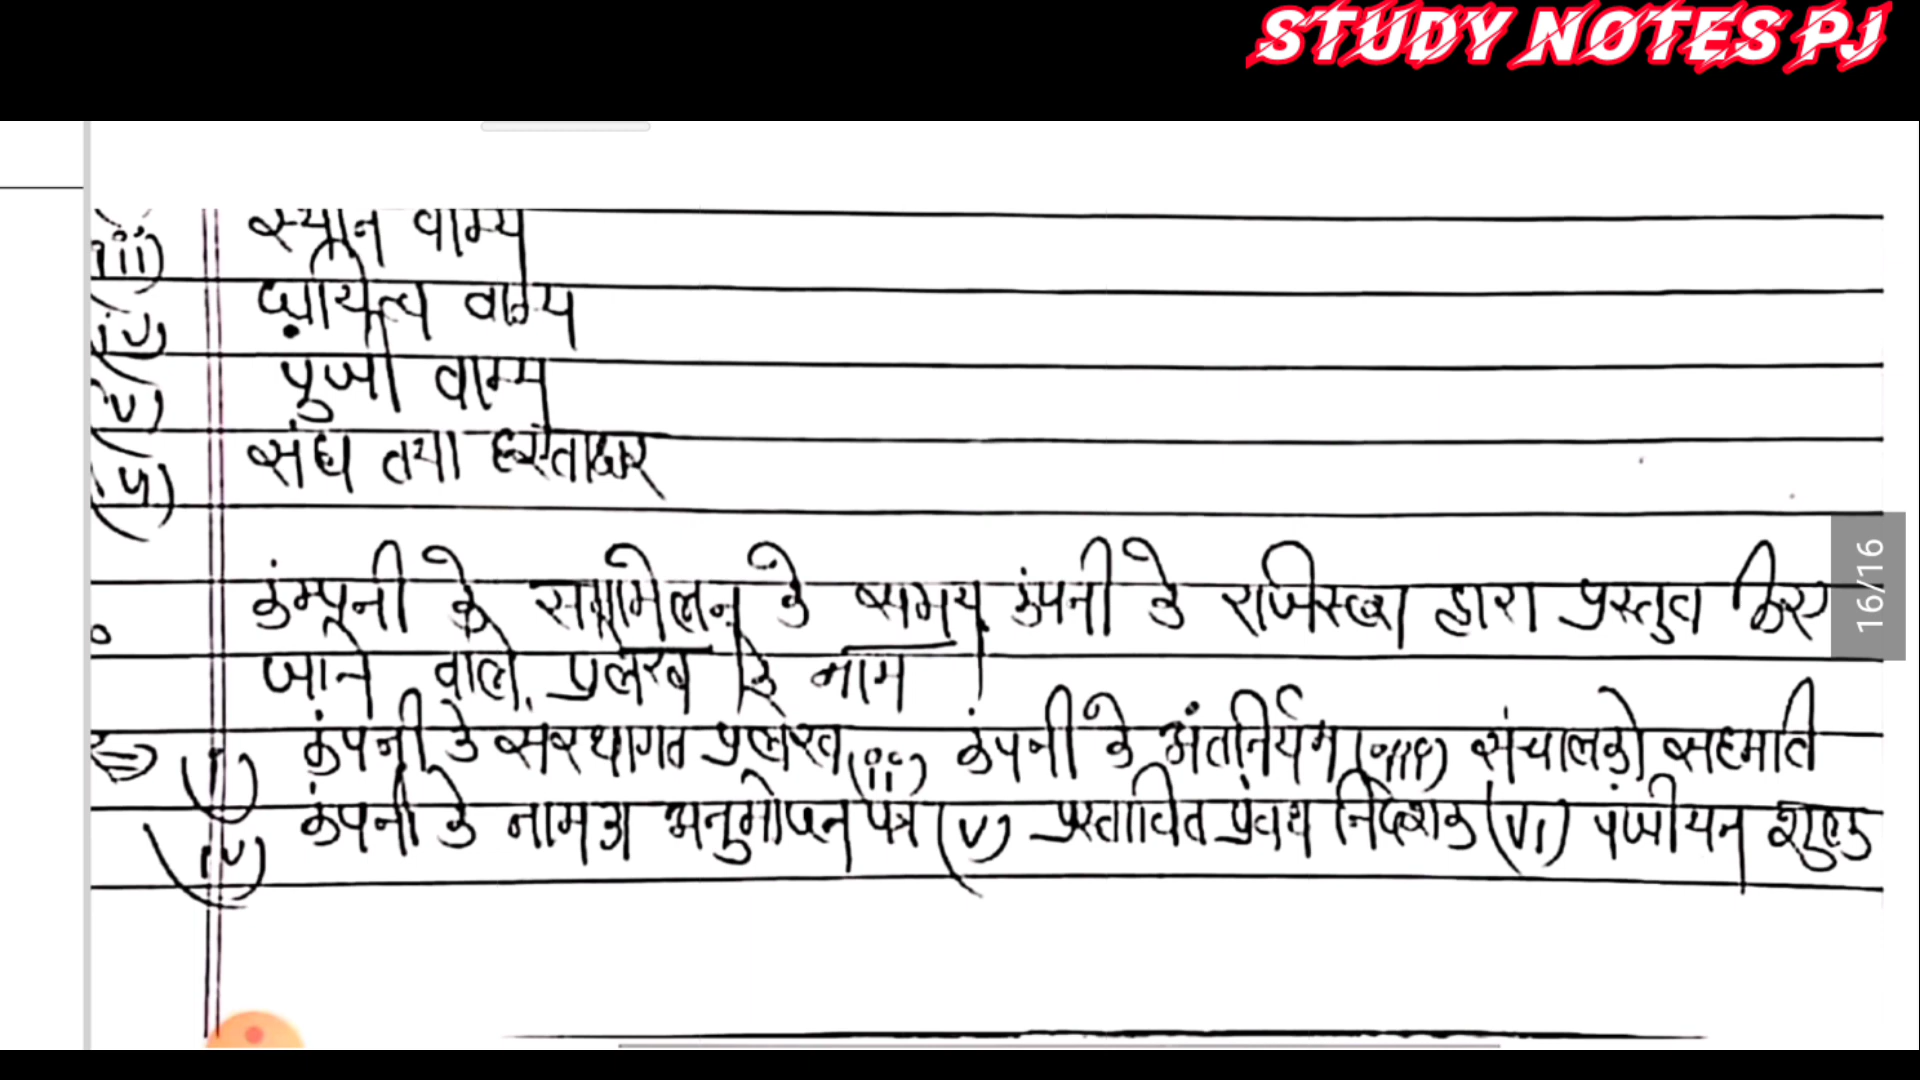 STUDY NOTES PJ
(iii) स्थान वाम्य
(iv) दायित्व वाम्य
(v) पुजी वाम्य
(vi) संघ तथा हस्ताक्षर
कंम्पनी के सम्मिलन के समय कंपनी के द्वारा प्रस्तुत किए
जाने वाले प्रलेख के नाम
⇒ (i) कंपनी के संस्थागत प्रलेख (ii) कंपनी के अंतर्नियम (iii) संचालको सहमति
(iv) कंपनी के नाम का अनुमोदन पत्र (v) प्रस्तावित प्रबंध निदेशक (vi) पंजीयन शुल्क
16/16